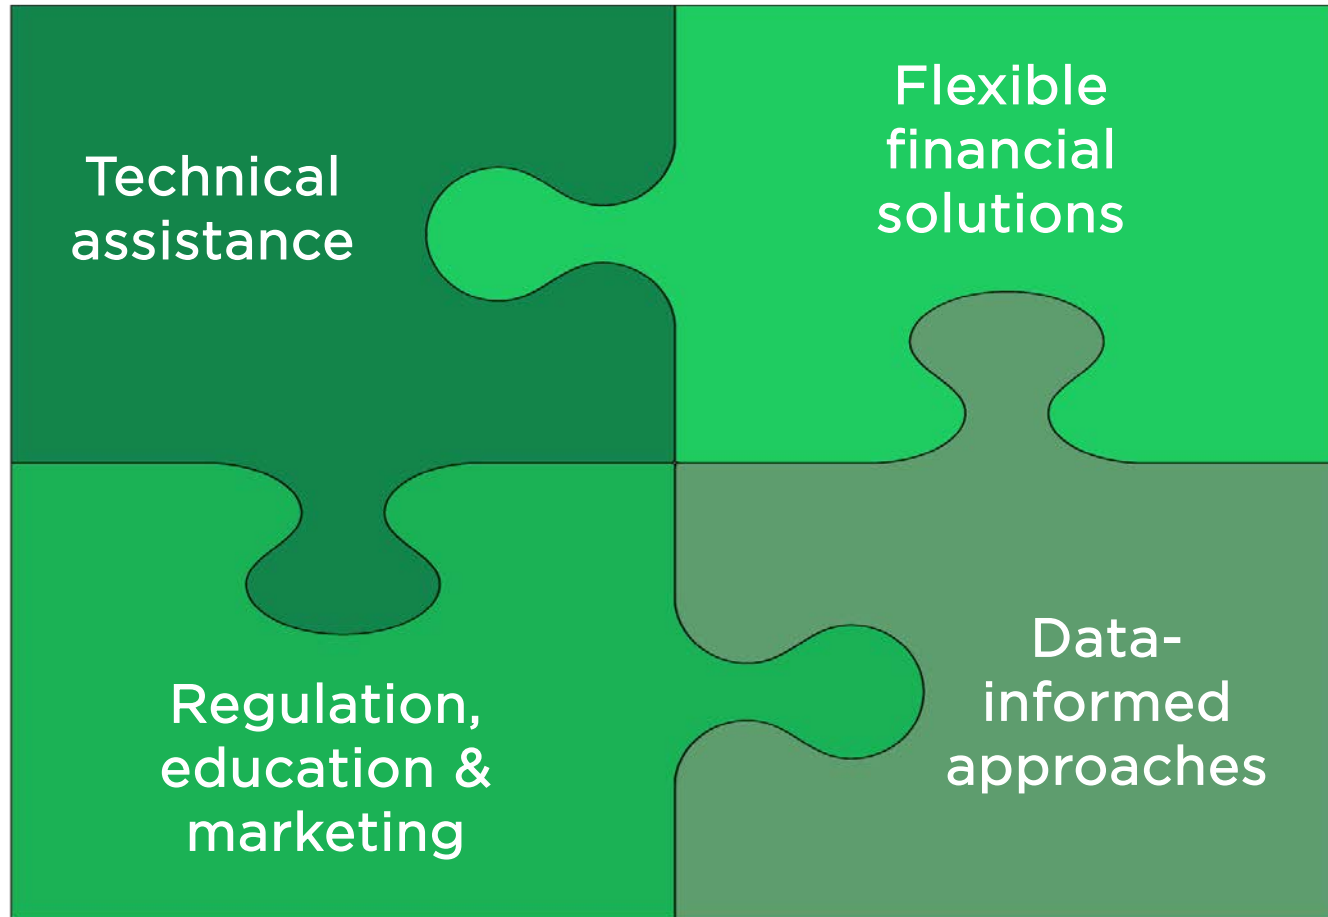 Technical
assistance
Flexible
financial
solutions
Regulation,
education &
marketing
Data-
informed
approaches